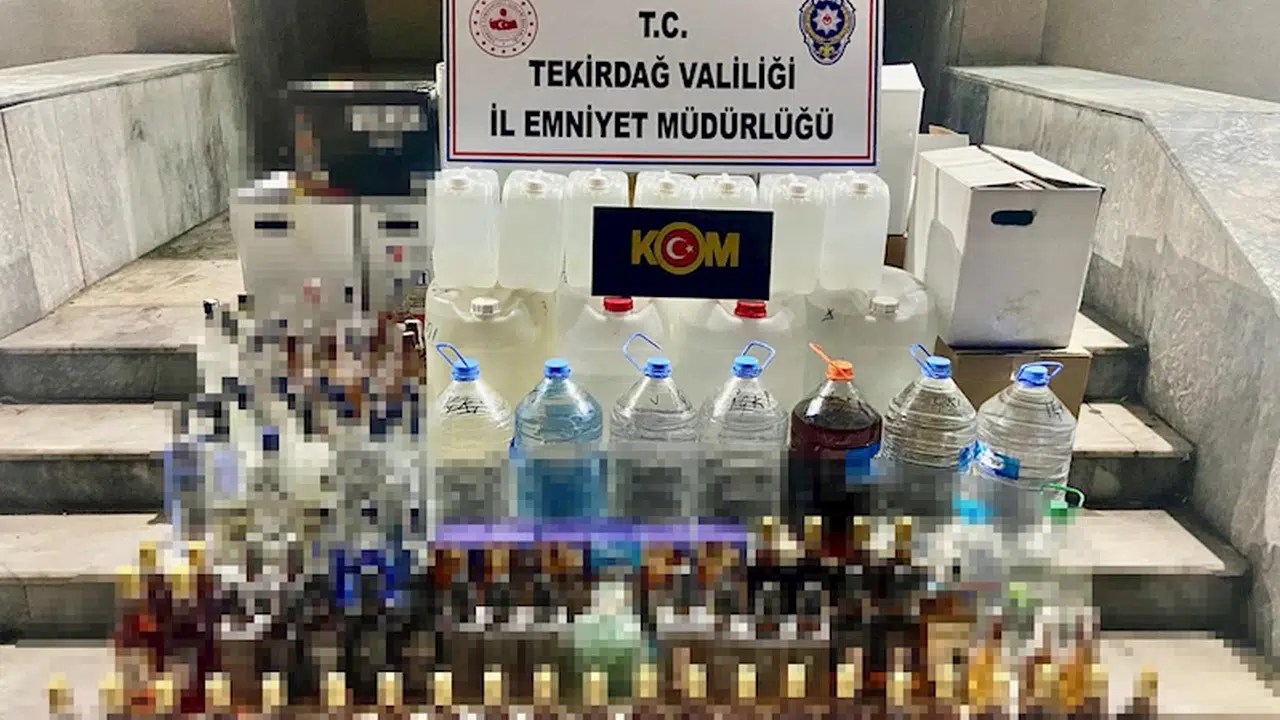 T.C.
TEKİRDAĞ VALİLİĞİ
İL EMNİYET MÜDÜRLÜĞÜ
KOM